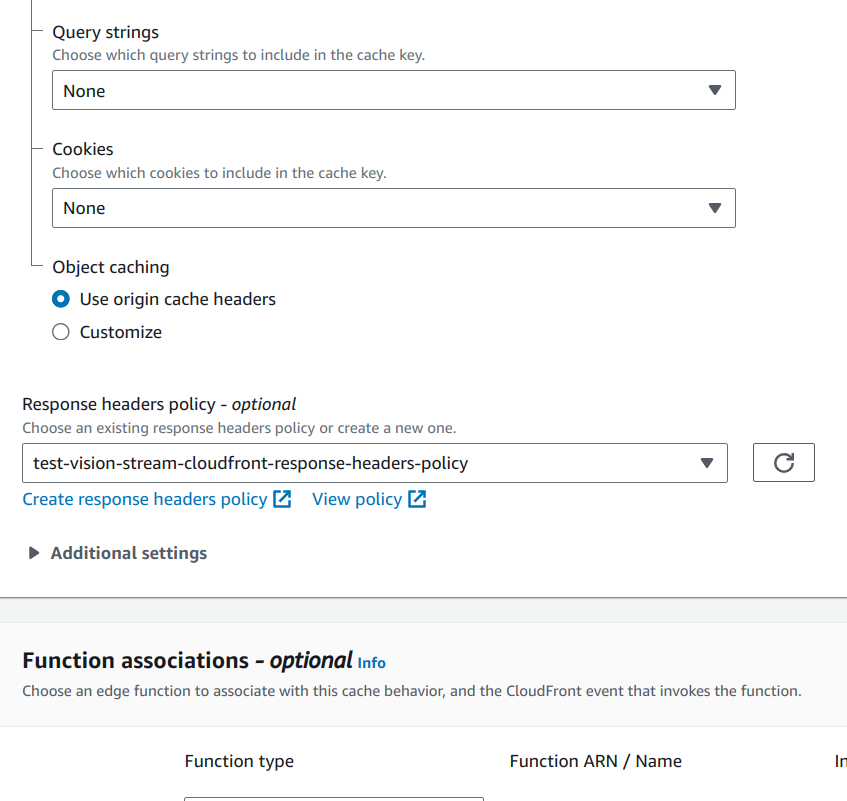 Query strings
Choose which query strings to include in the cache key.
None
Cookies
Choose which cookies to include in the cache key.
None
Object caching
Use origin cache headers
Customize
Response headers policy - optional
Choose an existing response headers policy or create a new one.
test-vision-stream-cloudfront-response-headers-policy
Create response headers policy View policy
Additional settings
Function associations - optional Info
Choose an edge function to associate with this cache behavior, and the CloudFront event that invokes the function.
Function type Function ARN / Name